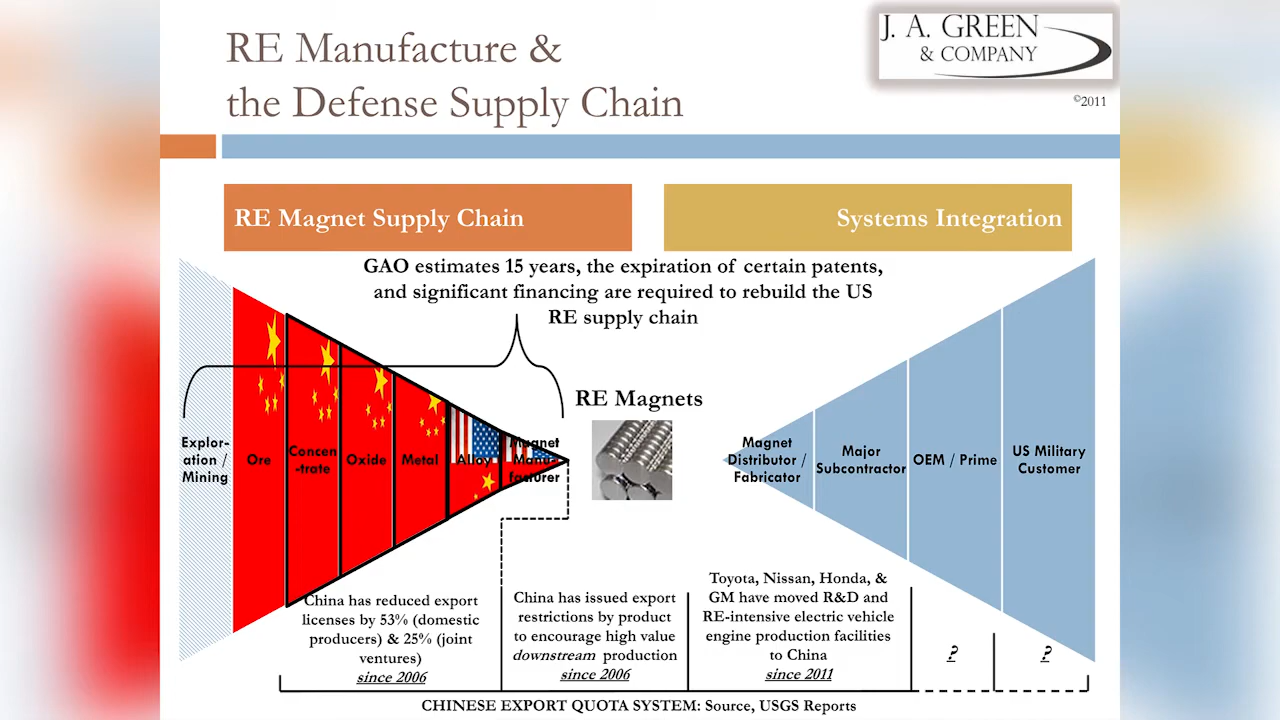 RE Manufacture &
the Defense Supply Chain
J. A. GREEN
& COMPANY
©2011
RE Magnet Supply Chain
Systems Integration
GAO estimates 15 years, the expiration of certain patents,
and significant financing are required to rebuild the US
RE supply chain
RE Magnets
Explor-
ation /
Mining
Ore
Concen
-trate
Oxide
Metal
Alloy
Magnet
Manu-
facturer
Magnet
Distributor /
Fabricator
Major
Subcontractor
OEM / Prime
US Military
Customer
China has reduced export
licenses by 53% (domestic
producers) & 25% (joint
ventures)
since 2006
China has issued export
restrictions by product
to encourage high value
downstream production
since 2006
Toyota, Nissan, Honda, &
GM have moved R&D and
RE-intensive electric vehicle
engine production facilities
to China
since 2011
?
?
CHINESE EXPORT QUOTA SYSTEM: Source, USGS Reports